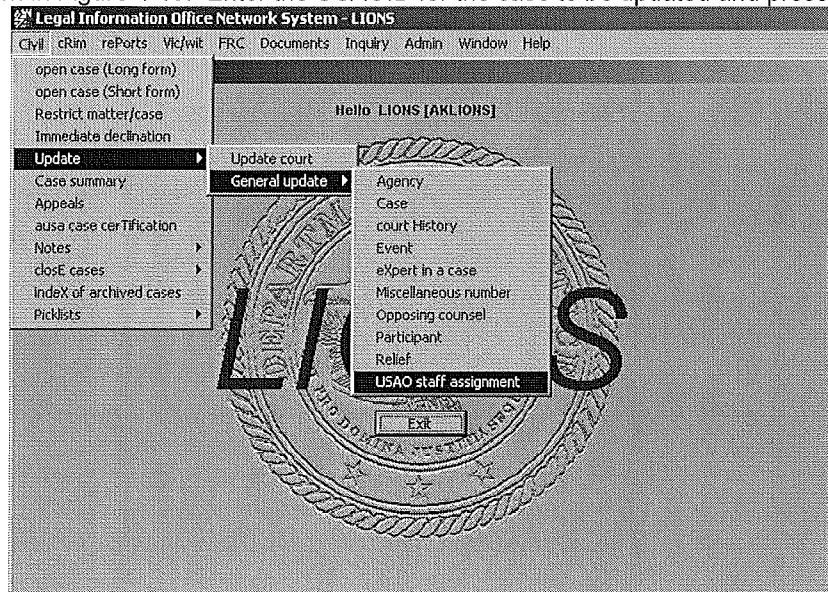 Legal Information Office Network System - LIONS
Civil cRim rePorts Vic/wit FRC Documents Inquiry Admin Window Help
open case (Long form)
open case (Short form)
Restrict matter/case
Immediate declination
Update
Case summary
Appeals
ausa case cerTification
Notes
closE cases
indeX of archived cases
Picklists
Hello LIONS [AKLIONS]
Update court
General update
Agency
Case
court History
Event
eXpert in a case
Miscellaneous number
Opposing counsel
Participant
Relief
USAO staff assignment
Exit